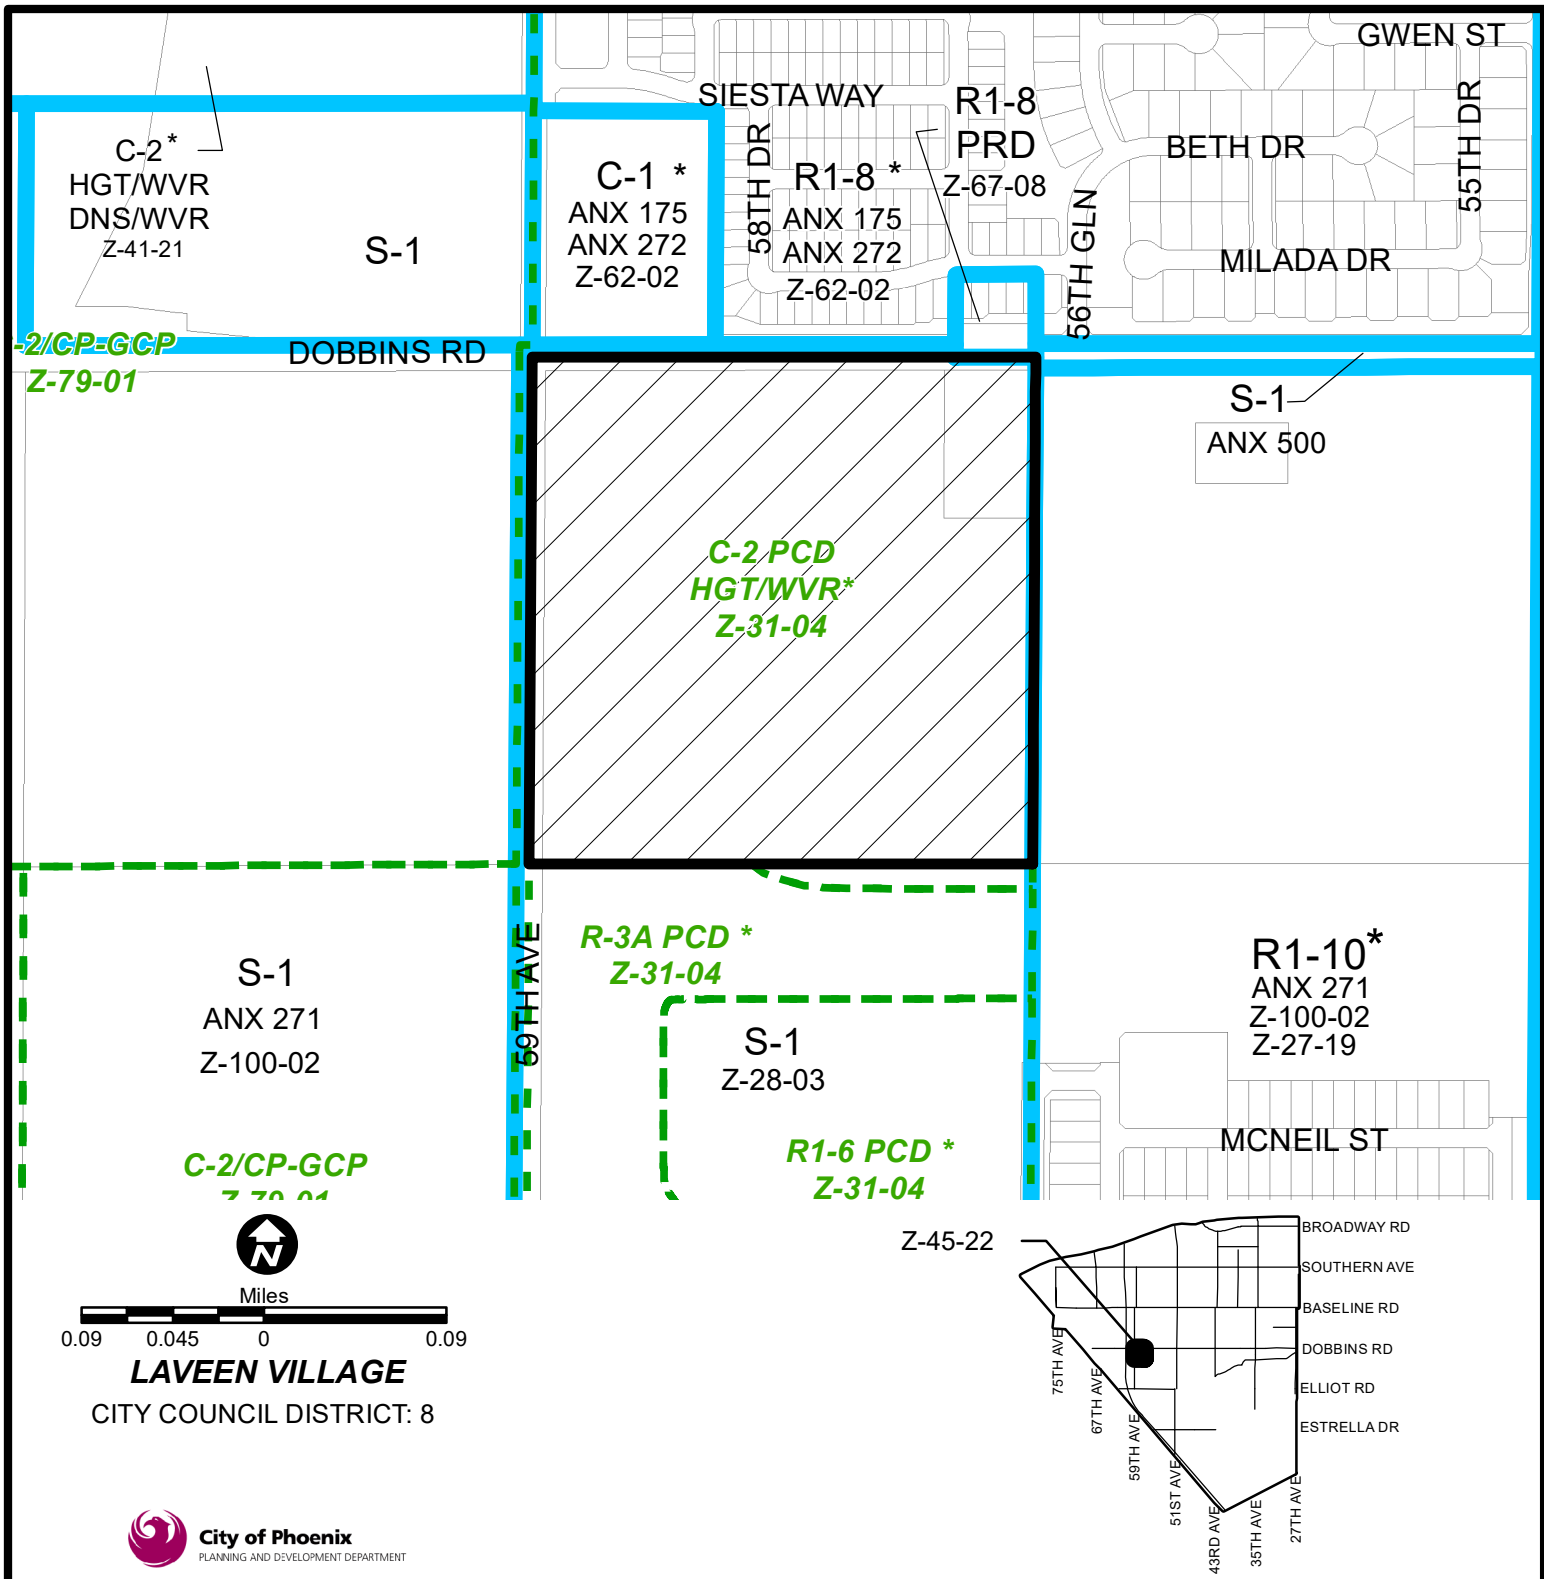 GWEN ST
SIESTA WAY
R1-8
PRD
Z-67-08
BETH DR
55TH DR
C-2 *
HGT/WVR
DNS/WVR
Z-41-21
S-1
C-1 *
ANX 175
ANX 272
Z-62-02
58TH DR
R1-8 *
ANX 175
ANX 272
Z-62-02
56TH GLN
MILADA DR
-2/CP-GCP
Z-79-01
DOBBINS RD
S-1
ANX 500
C-2 PCD
HGT/WVR*
Z-31-04
59TH AVE
R-3A PCD *
Z-31-04
S-1
ANX 271
Z-100-02
S-1
Z-28-03
R1-10*
ANX 271
Z-100-02
Z-27-19
MCNEIL ST
C-2/CP-GCP
Z-79-01
R1-6 PCD *
Z-31-04
N
Miles
0.09 0.045 0 0.09
LAVEEN VILLAGE
CITY COUNCIL DISTRICT: 8
City of Phoenix
PLANNING AND DEVELOPMENT DEPARTMENT
Z-45-22
BROADWAY RD
SOUTHERN AVE
BASELINE RD
DOBBINS RD
ELLIOT RD
ESTRELLA DR
75TH AVE
67TH AVE
59TH AVE
51ST AVE
43RD AVE
35TH AVE
27TH AVE